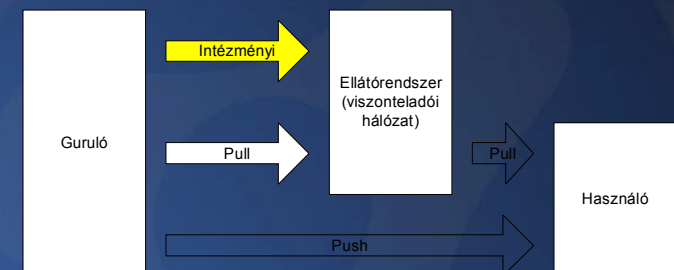 Intézményi
Ellátórendszer
(viszonteladói
hálózat)
Guruló
Pull
Pull
Használó
Push